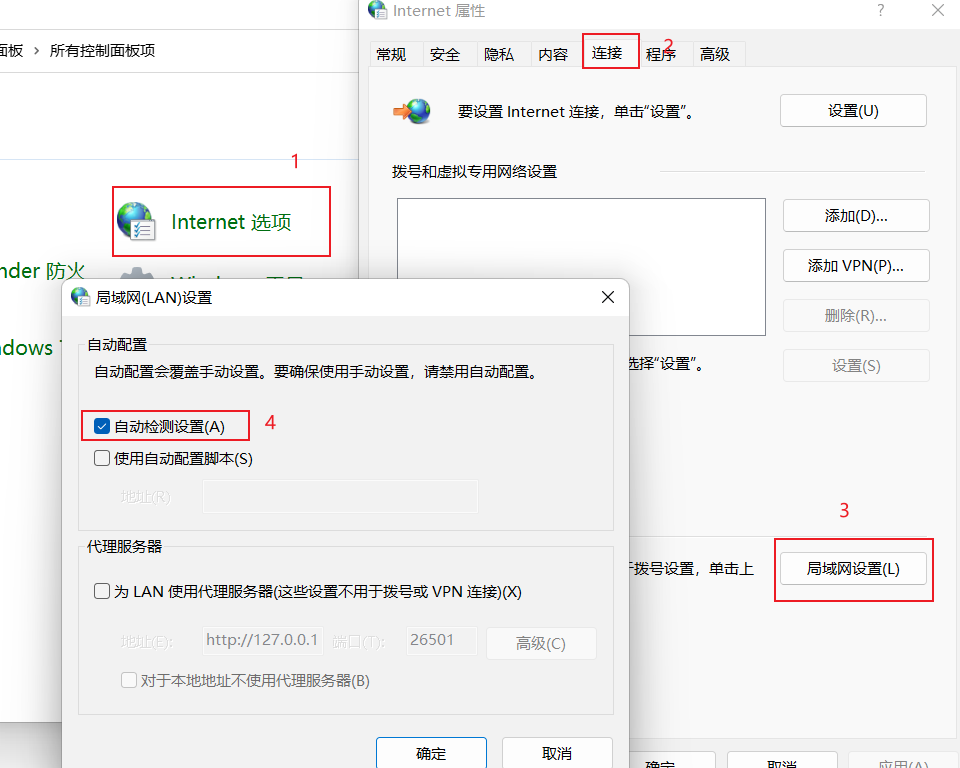 Internet 属性
面板 › 所有控制面板项
常规 安全 隐私 内容 连接 2 程序 高级
要设置 Internet 连接，单击“设置”。
设置(U)
1
拨号和虚拟专用网络设置
Internet 选项
添加(D)...
添加 VPN(P)...
nder 防火
删除(R)...
局域网(LAN)设置
dows
选择“设置”。
设置(S)
自动配置
自动配置会覆盖手动设置。要确保使用手动设置，请禁用自动配置。
自动检测设置(A)
4
使用自动配置脚本(S)
地址(R)
3
代理服务器
拨号设置，单击上
局域网设置(L)
为 LAN 使用代理服务器(这些设置不用于拨号或 VPN 连接)(X)
地址(E): http://127.0.0.1 端口(T): 26501 高级(C)
对于本地地址不使用代理服务器(B)
确定 取消
确定 取消 应用(A)